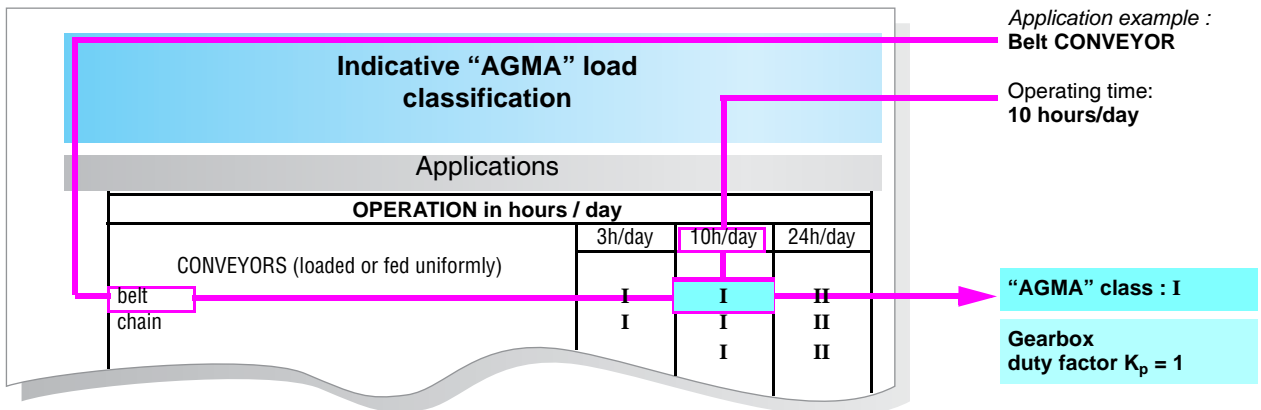 Application example :
Belt CONVEYOR
Indicative “AGMA” load
classification
Operating time:
10 hours/day
Applications
OPERATION in hours / day
3h/day 10h/day 24h/day
CONVEYORS (loaded or fed uniformly)
belt I I II
chain I I II
I II
“AGMA” class : I
Gearbox
duty factor Kp = 1